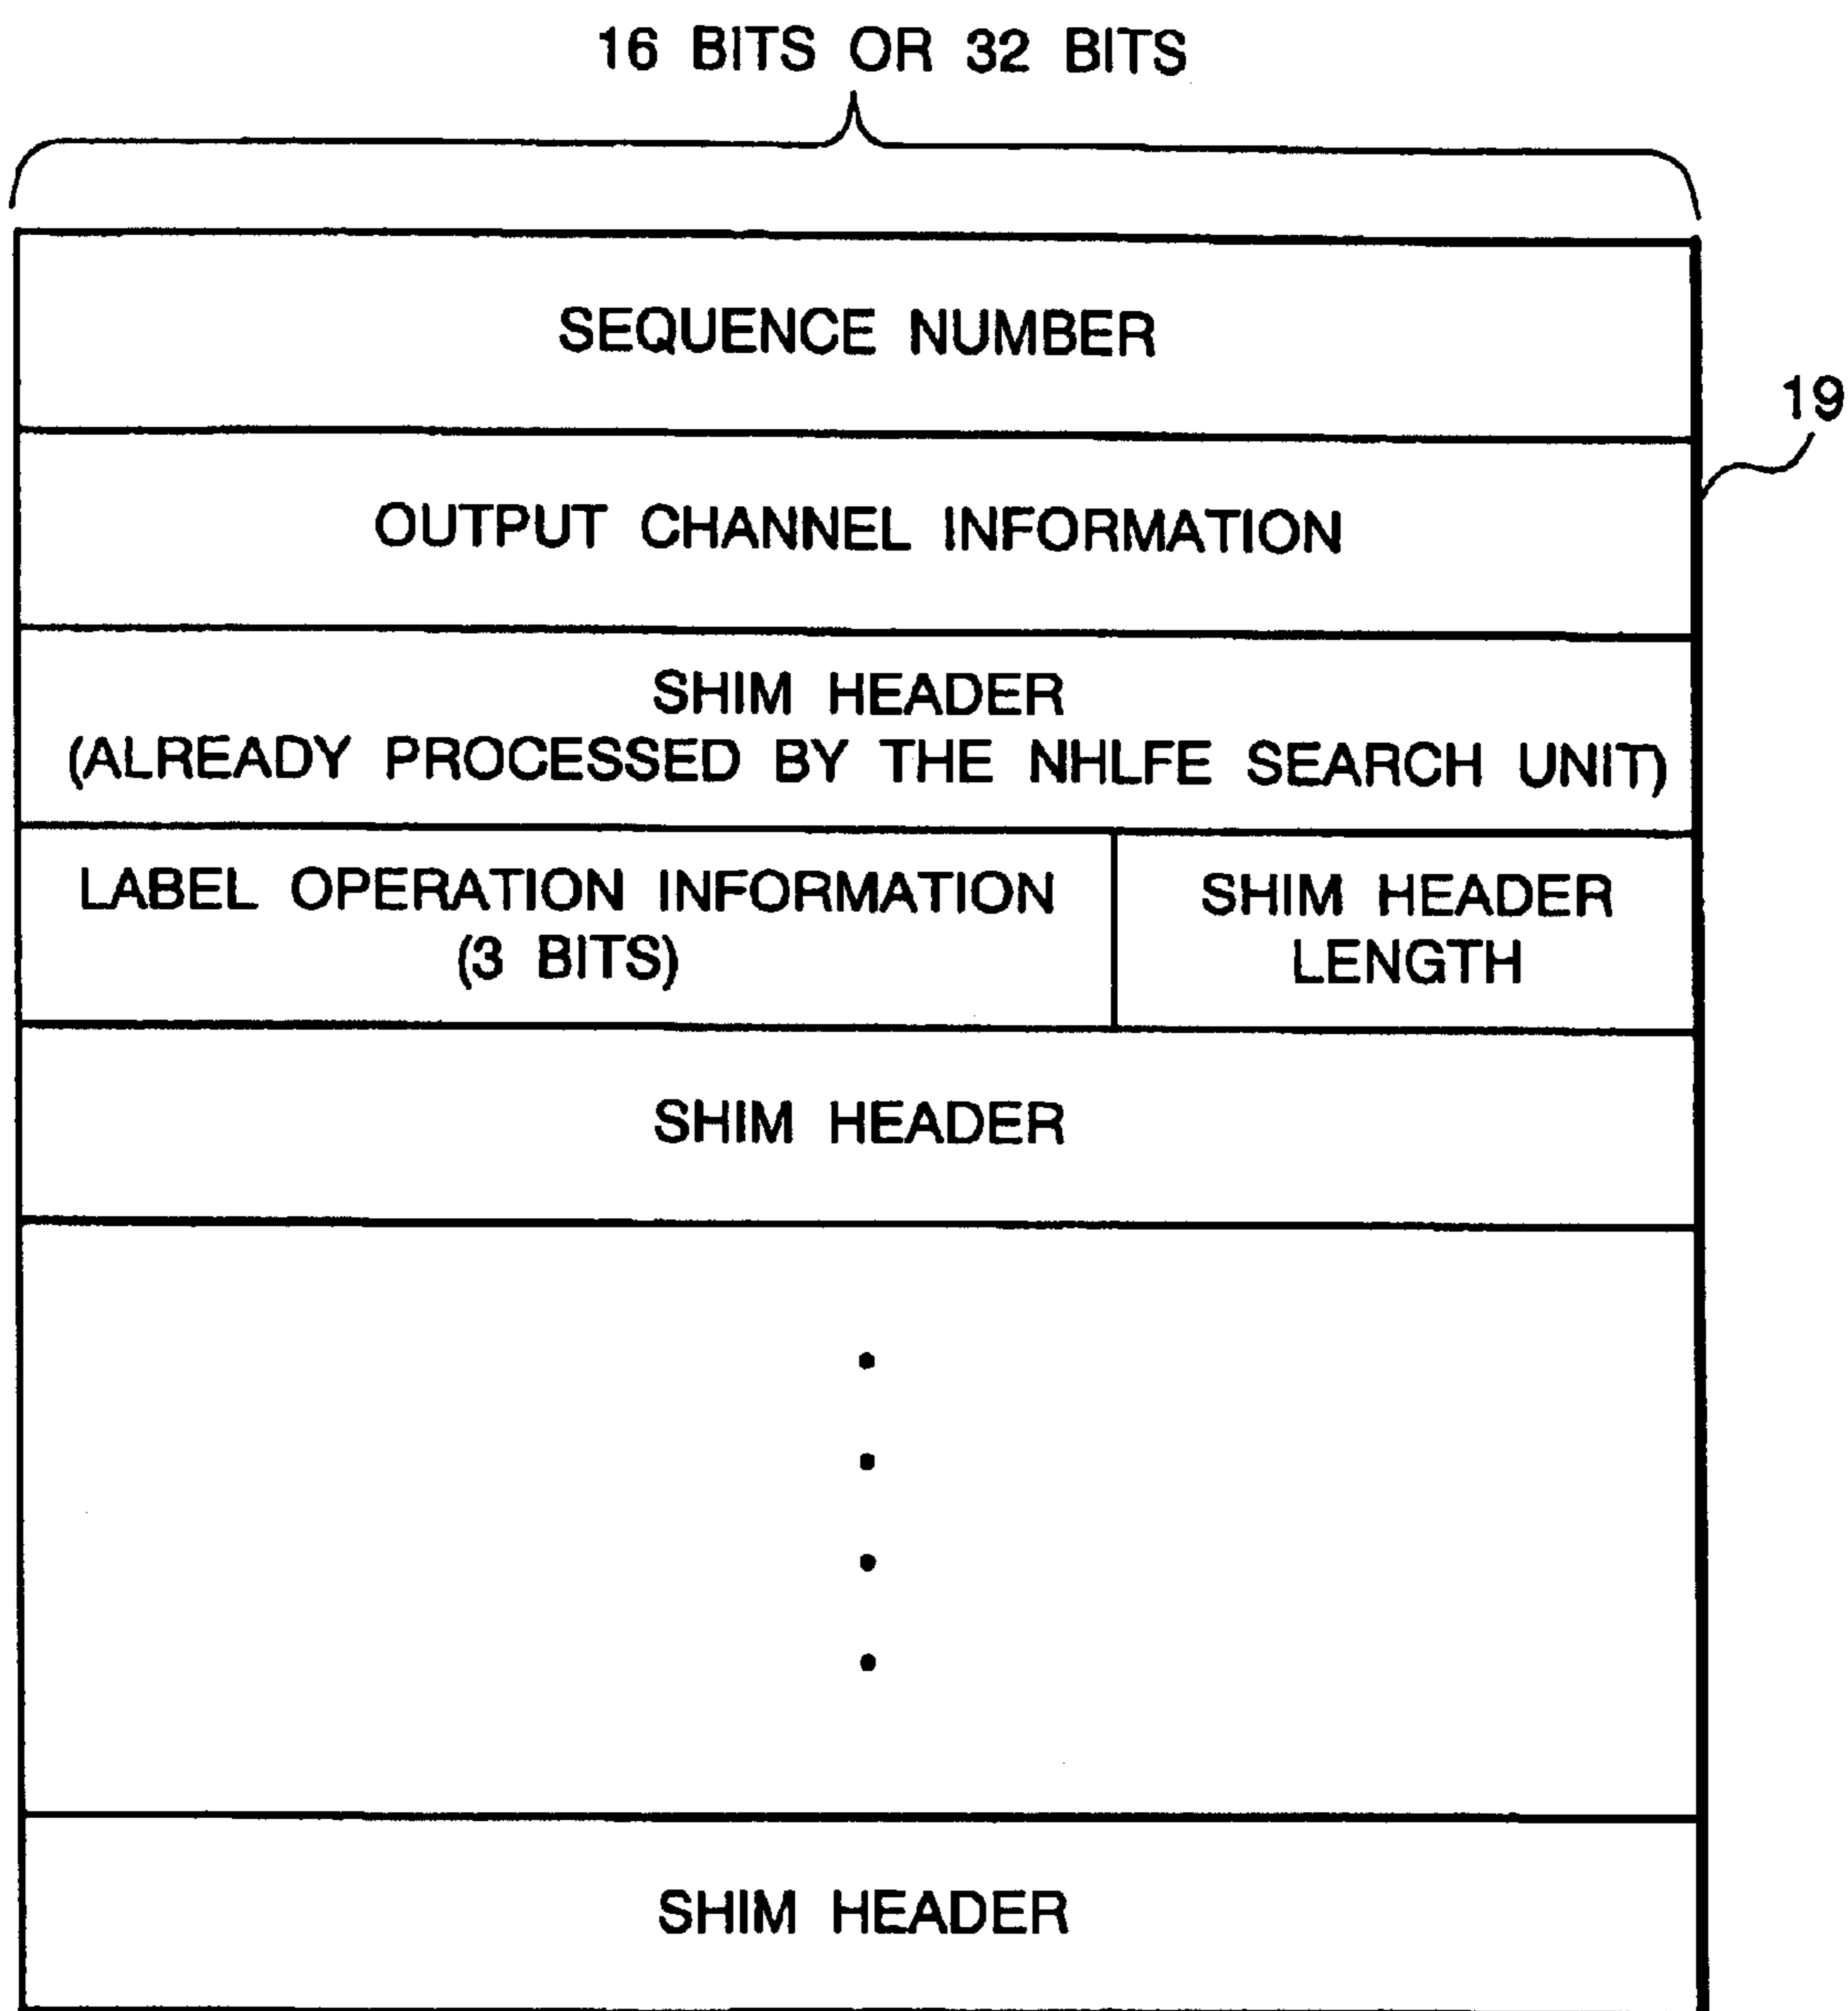 16 BITS OR 32 BITS
SEQUENCE NUMBER
19
OUTPUT CHANNEL INFORMATION
SHIM HEADER
(ALREADY PROCESSED BY THE NHLFE SEARCH UNIT)
LABEL OPERATION INFORMATION
(3 BITS)
SHIM HEADER
LENGTH
SHIM HEADER
SHIM HEADER